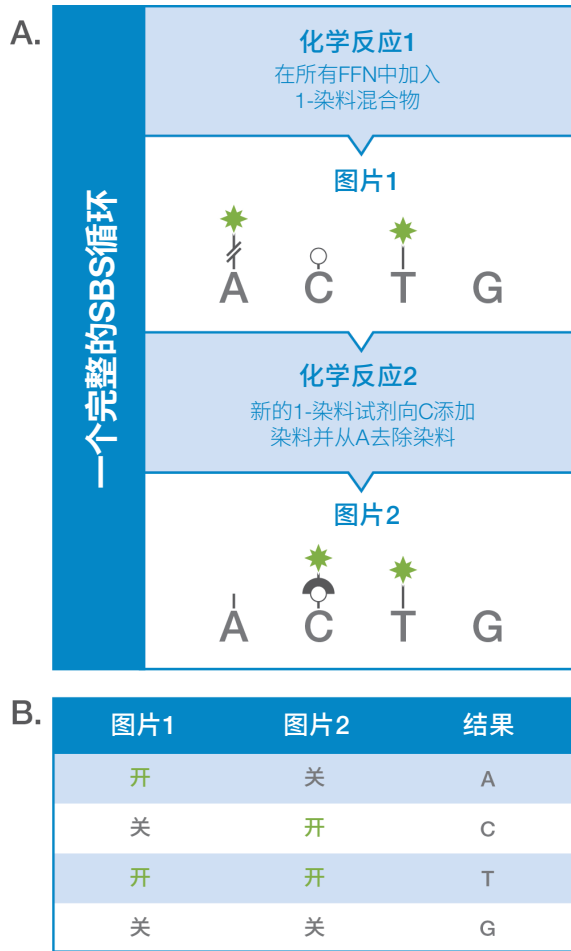 A.
一个完整的SBS循环
化学反应1
在所有FFN中加入
1-染料混合物
图片1
A C T G
化学反应2
新的1-染料试剂向C添加
染料并从A去除染料
图片2
A C T G
B.
图片1 图片2 结果
开 关 A
关 开 C
开 开 T
关 关 G